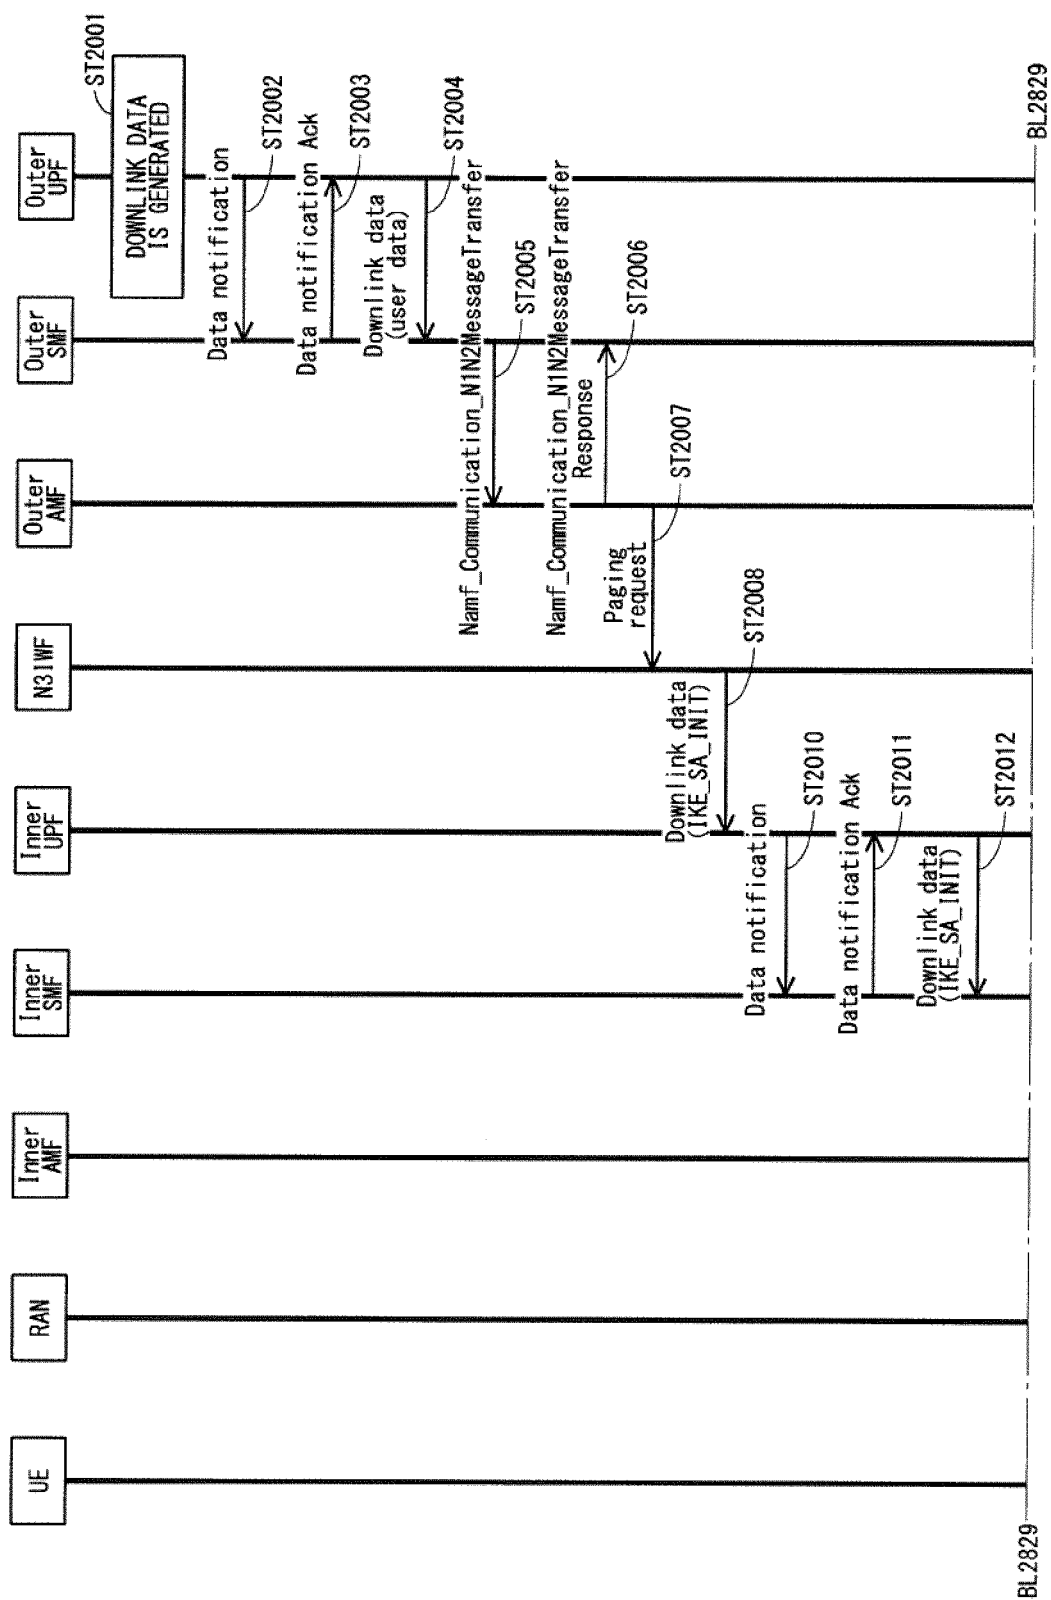 UE
RAN
Inner
AMF
Inner
SMF
Inner
UPF
N3IWF
Outer
AMF
Outer
SMF
Outer
UPF
ST2001
DOWNLINK DATA
IS GENERATED
Data notification
ST2002
Data notification Ack
ST2003
Downlink data
(user data)
ST2004
Namf_Communication_N1N2MessageTransfer
ST2005
Namf_Communication_N1N2MessageTransfer
Response
ST2006
Paging
request
ST2007
Downlink data
(IKE_SA_INIT)
ST2008
Data notification
ST2010
Data notification Ack
ST2011
Downlink data
(IKE_SA_INIT)
ST2012
BL2829
BL2829